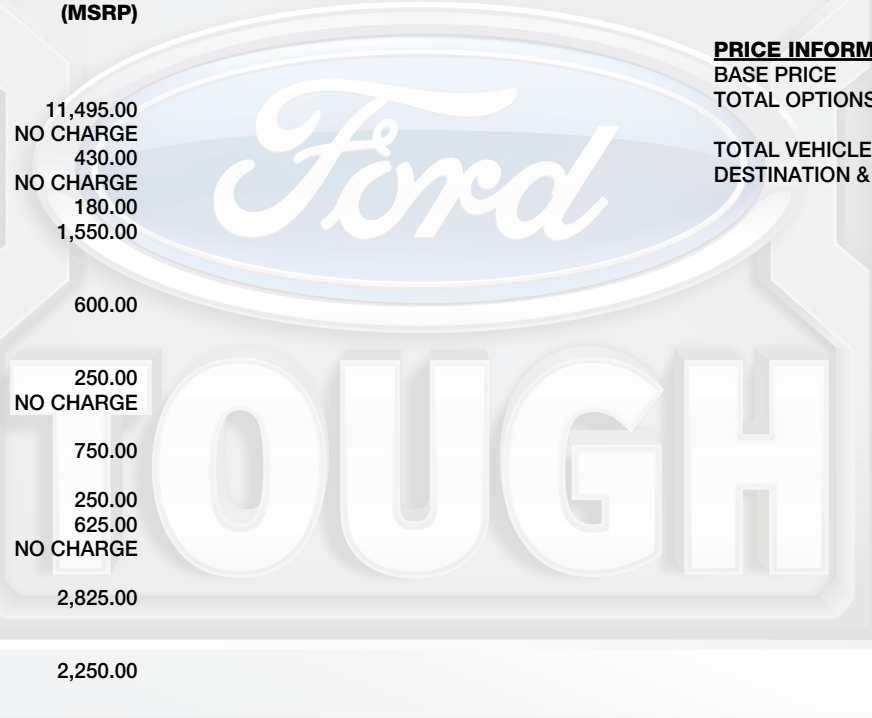 (MSRP)
11,495.00
NO CHARGE
430.00
NO CHARGE
180.00
1,550.00
600.00
250.00
NO CHARGE
750.00
250.00
625.00
NO CHARGE
2,825.00
2,250.00
PRICE INFORM
BASE PRICE
TOTAL OPTIONS
TOTAL VEHICLE
DESTINATION &
Ford
TOUGH